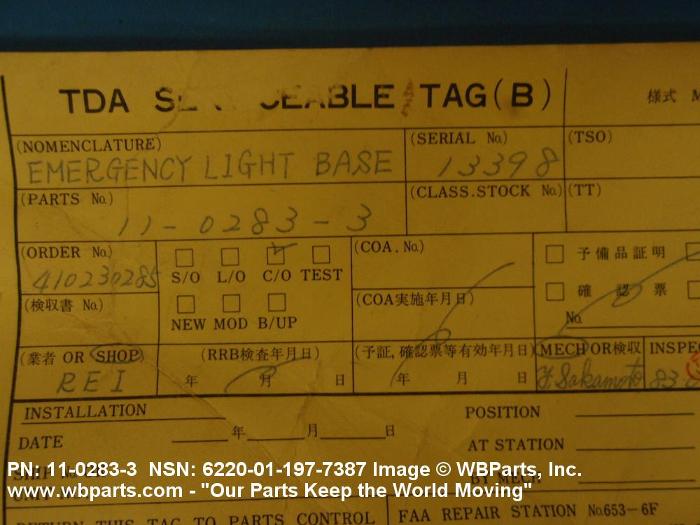 TDA SE CEABLE TAG(B)
様式 M
(NOMENCLATURE)
EMERGENCY LIGHT BASE
(SERIAL No.)
13398
(TSO)
(PARTS No.)
11-0283-3
(CLASS.STOCK No.)
(TT)
(ORDER No.)
410230285
S/O L/O C/O TEST
(COA.No.)
予備品証明
(検収書 No.)
NEW MOD B/UP
(COA実施年月日)
確認票
No.
(業者 OR SHOP)
REI
(RRB検査年月日)
年 月 日
(予証,確認票等有効年月日)
年 月 日
(MECH OR検収
Y. Sakamoto
INSPE
83
INSTALLATION
DATE 年 月 日
POSITION
AT STATION
BY MECH
PN: 11-0283-3 NSN: 6220-01-197-7387 Image © WBParts, Inc.
www.wbparts.com - "Our Parts Keep the World Moving"
RETURN THIS TAG TO PARTS CONTROL
FAA REPAIR STATION No.653-6F